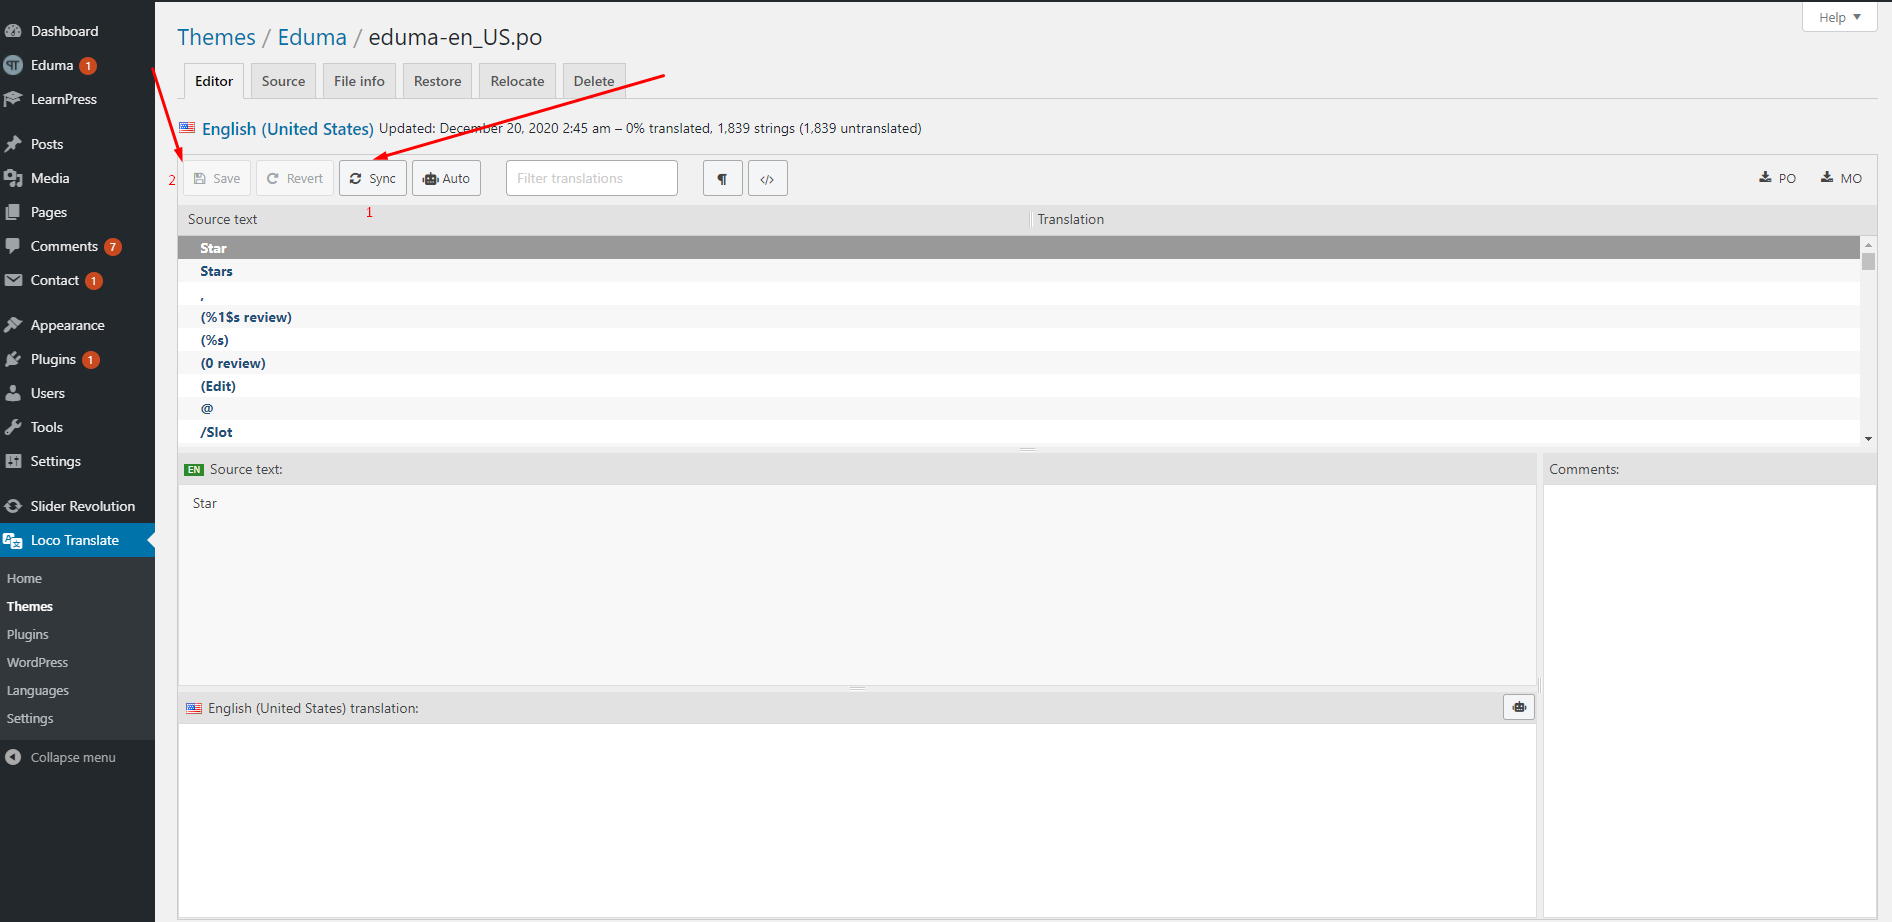 Dashboard
Eduma 1
LearnPress
Posts
Media
Pages
Comments 7
Contact 1
Appearance
Plugins 1
Users
Tools
Settings
Slider Revolution
Loco Translate
Home
Themes
Plugins
WordPress
Languages
Settings
Collapse menu
Help
Themes / Eduma / eduma-en_US.po
Editor Source File info Restore Relocate Delete
English (United States) Updated: December 20, 2020 2:45 am – 0% translated, 1,839 strings (1,839 untranslated)
2 Save Revert Sync Auto Filter translations ¶ </> PO MO
1
Source text Translation
Star
Stars
,
(%1$s review)
(%s)
(0 review)
(Edit)
@
/Slot
EN Source text: Comments:
Star
English (United States) translation: